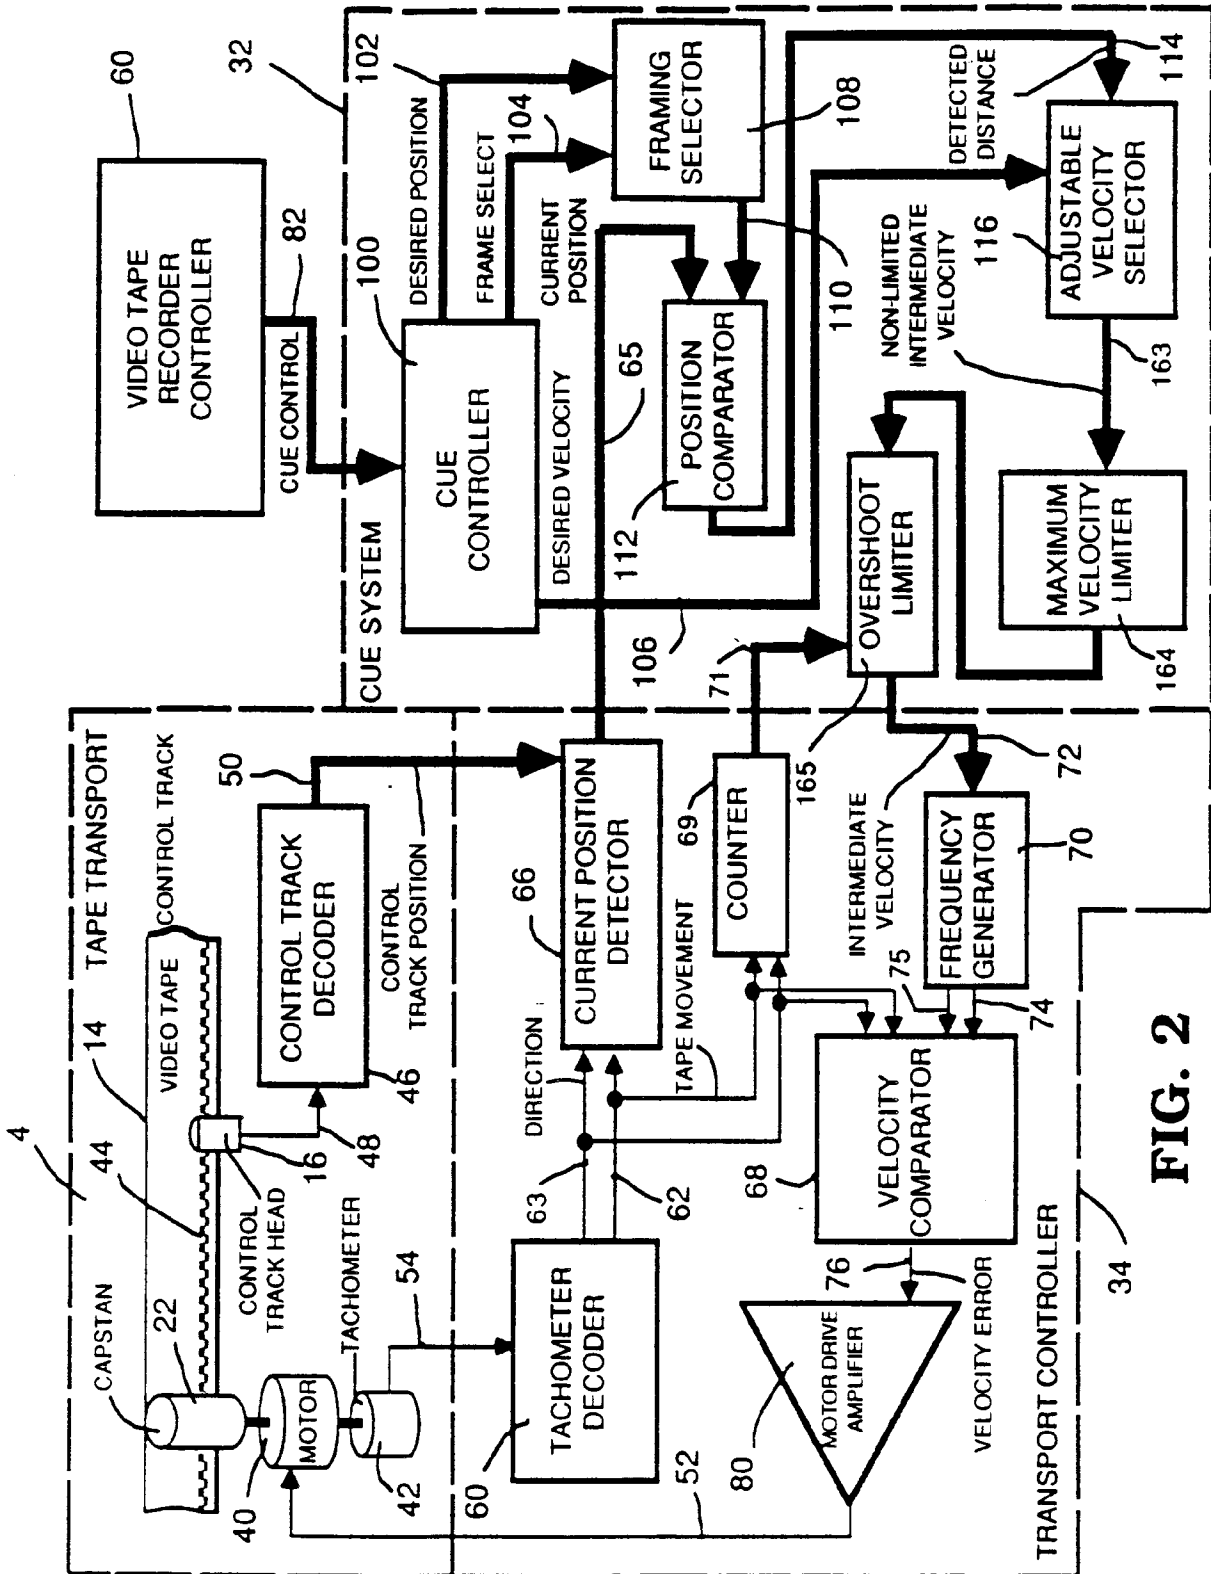 4
TAPE TRANSPORT
CAPSTAN
22
14
VIDEO TAPE
CONTROL TRACK
44
CONTROL
TRACK HEAD
16
48
40
MOTOR
TACHOMETER
42
54
CONTROL TRACK
DECODER
46
50
CONTROL
TRACK POSITION
60
TACHOMETER
DECODER
63
62
DIRECTION
TAPE MOVEMENT
66
CURRENT POSITION
DETECTOR
69
COUNTER
71
52
80
MOTOR DRIVE
AMPLIFIER
76
VELOCITY ERROR
68
VELOCITY
COMPARATOR
75
74
FREQUENCY
GENERATOR
70
INTERMEDIATE
VELOCITY
72
TRANSPORT CONTROLLER
34
60
VIDEO TAPE
RECORDER
CONTROLLER
CUE CONTROL
82
32
CUE SYSTEM
100
CUE
CONTROLLER
102
DESIRED POSITION
FRAME SELECT
104
CURRENT
POSITION
DESIRED VELOCITY
106
65
112
POSITION
COMPARATOR
110
FRAMING
SELECTOR
108
165
OVERSHOOT
LIMITER
NON-LIMITED
INTERMEDIATE
VELOCITY
DETECTED
DISTANCE
114
116
ADJUSTABLE
VELOCITY
SELECTOR
163
MAXIMUM
VELOCITY
LIMITER
164
FIG. 2